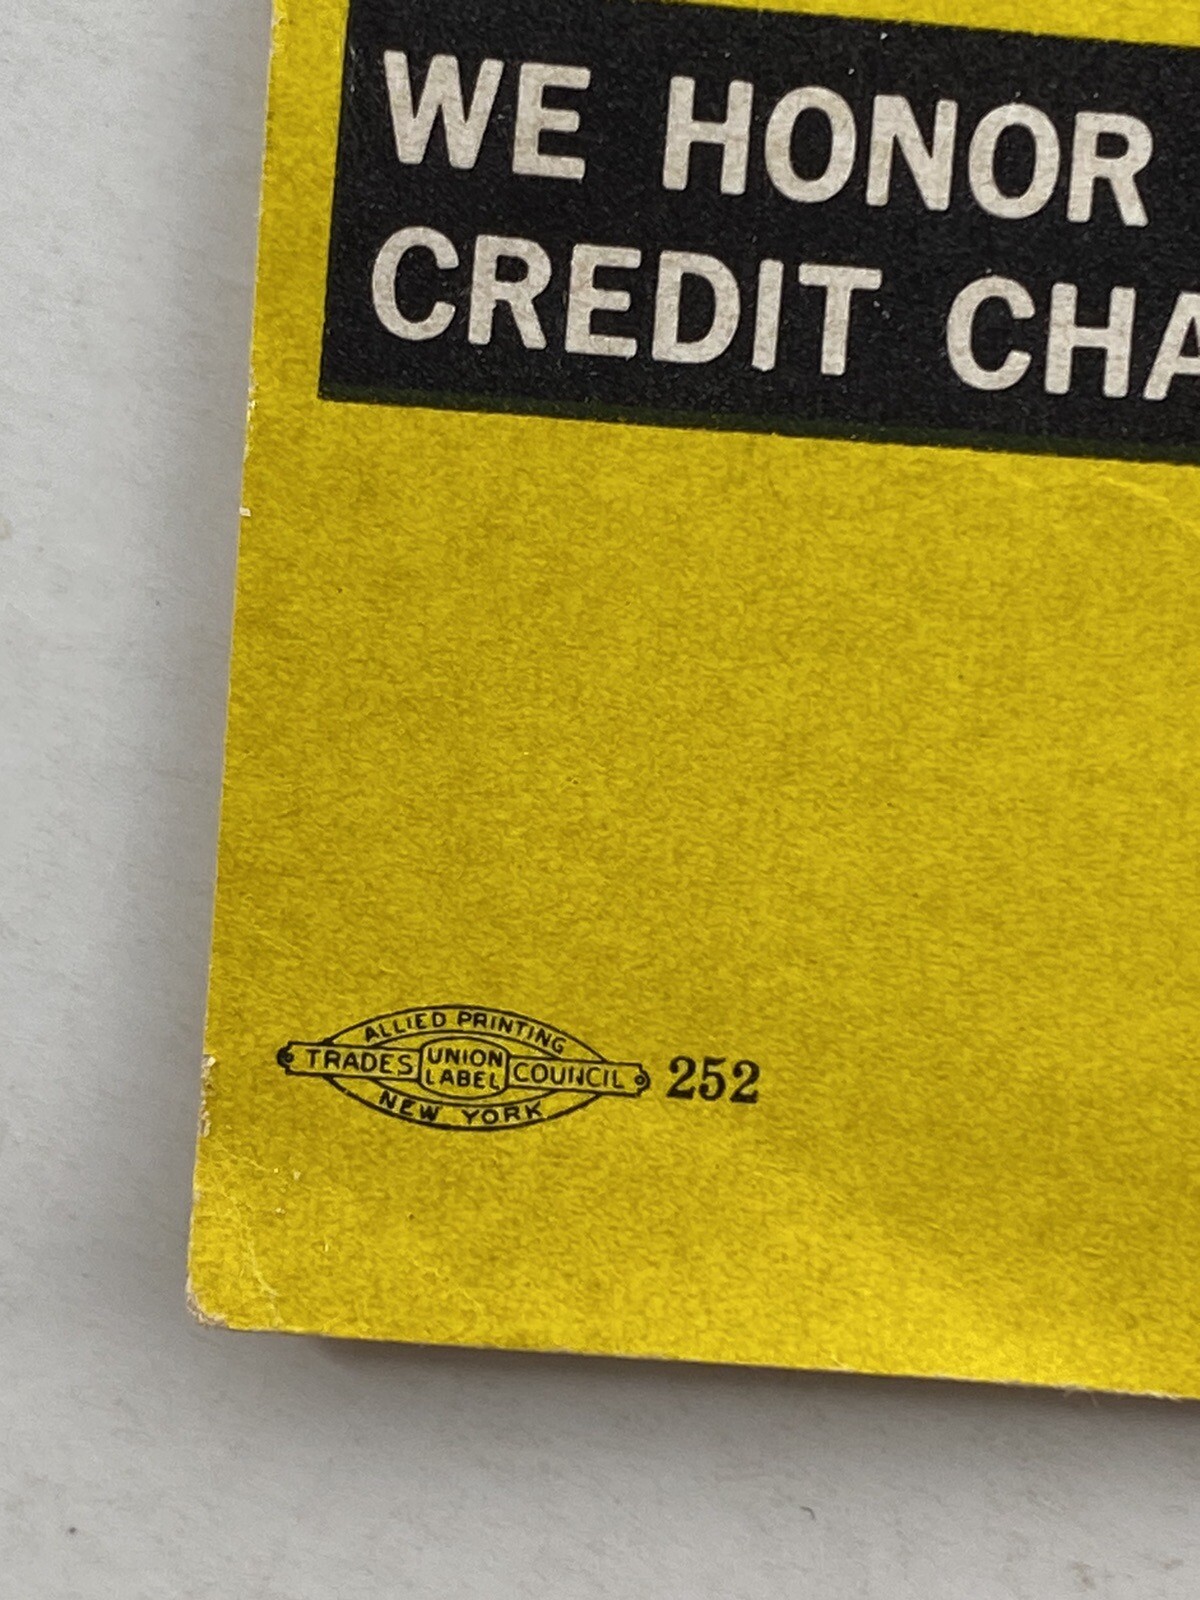 WE HONOR
CREDIT CHA
ALLIED PRINTING
TRADES UNION LABEL COUNCIL
NEW YORK
252